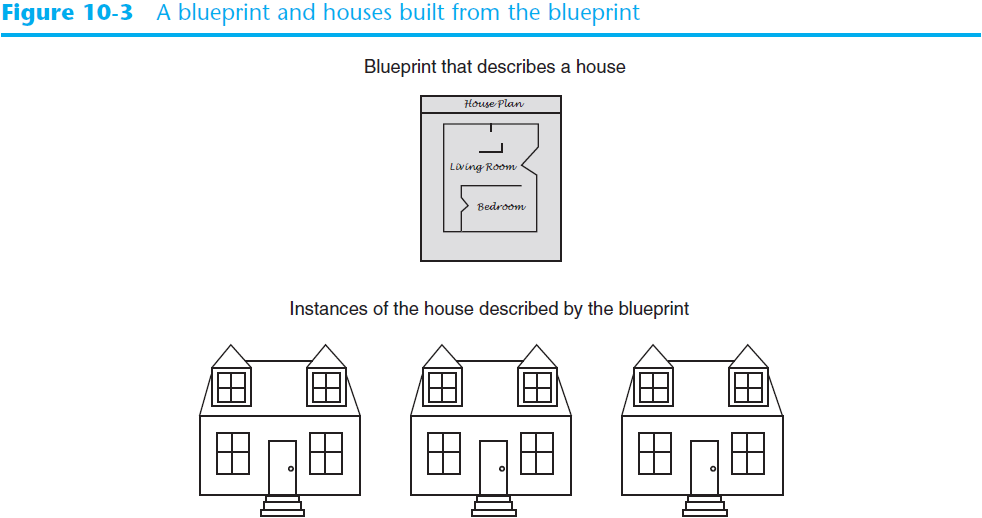 Figure 10-3 A blueprint and houses built from the blueprint
Blueprint that describes a house
House Plan
Living Room
Bedroom
Instances of the house described by the blueprint